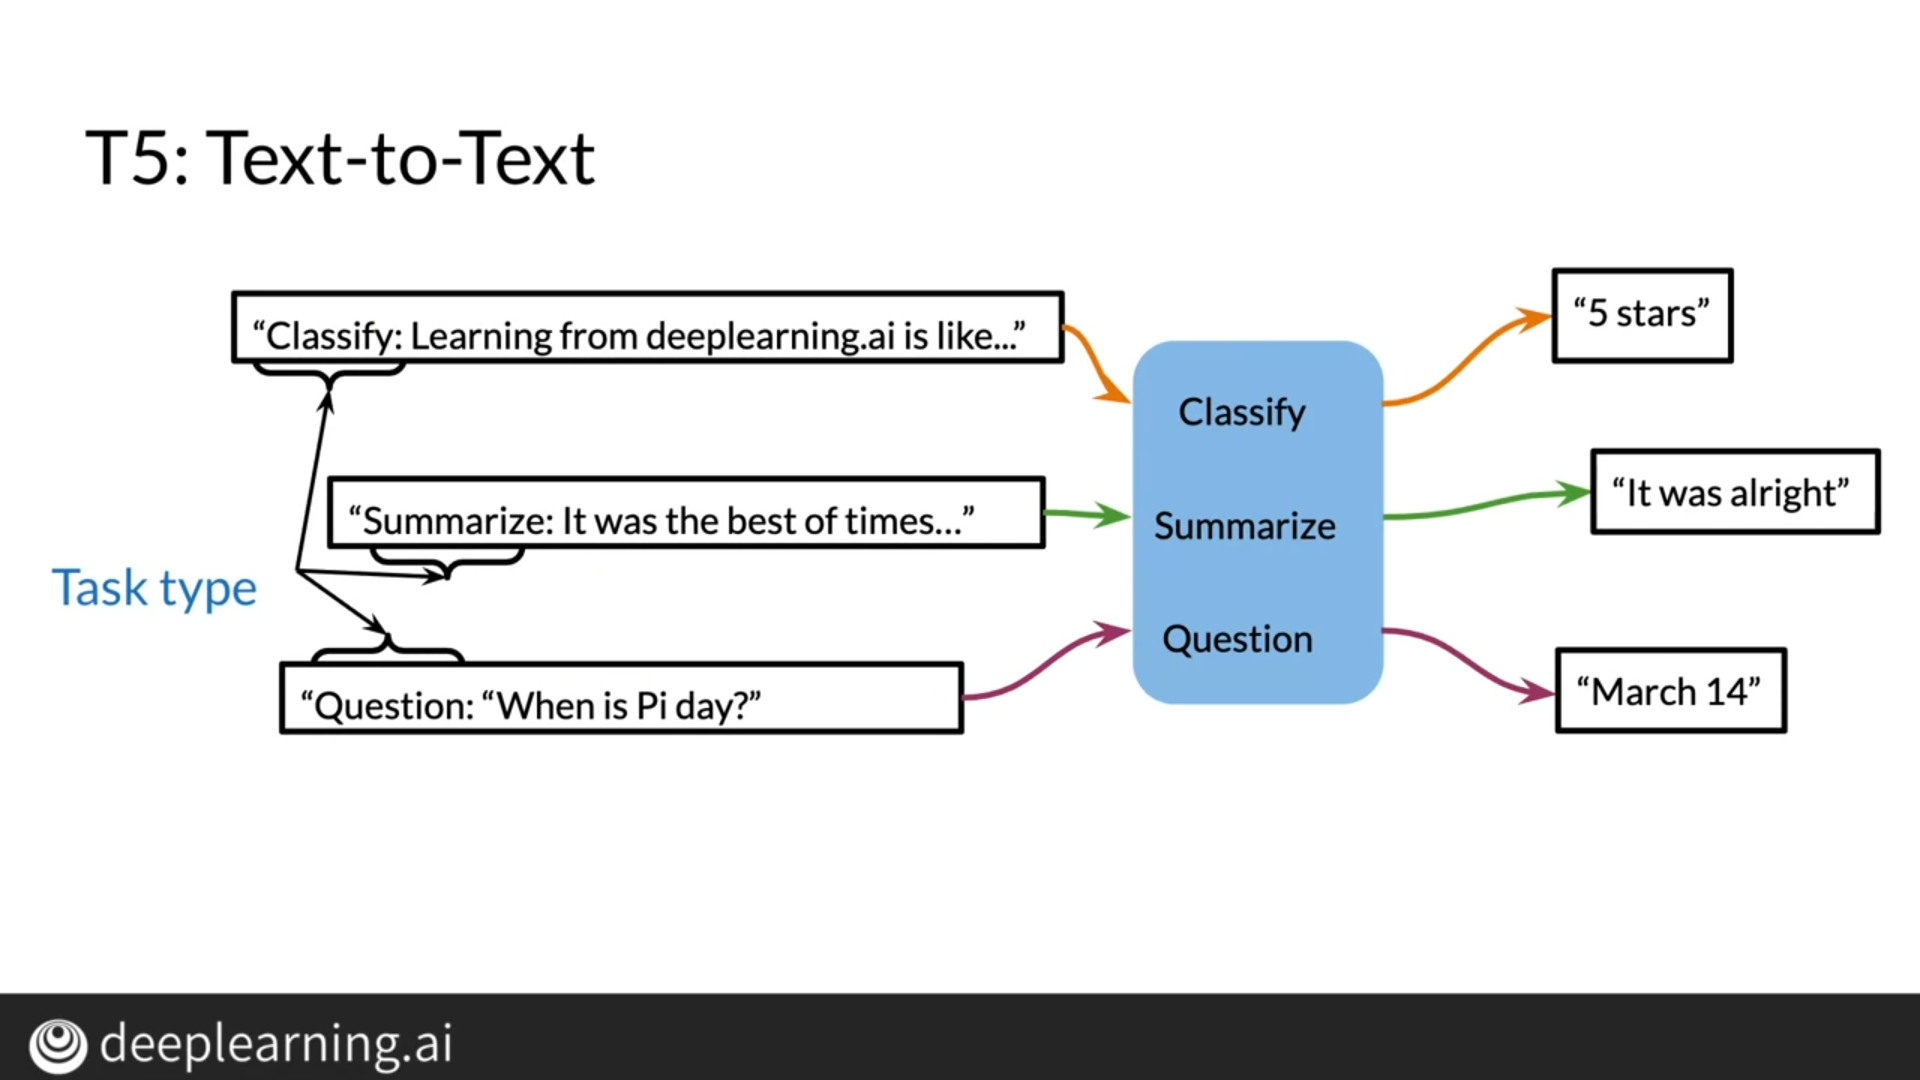 T5: Text-to-Text
“Classify: Learning from deeplearning.ai is like...”
“Summarize: It was the best of times...”
Task type
“Question: “When is Pi day?”
Classify
Summarize
Question
“5 stars”
“It was alright”
“March 14”
deeplearning.ai